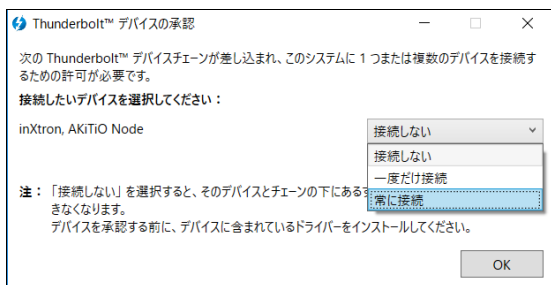 Thunderbolt™ デバイスの承認
次の Thunderbolt™ デバイスチェーンが差し込まれ、このシステムに 1 つまたは複数のデバイスを接続す
るための許可が必要です。
接続したいデバイスを選択してください：
inXtron, AKiTiO Node
接続しない
接続しない
一度だけ接続
常に接続
注： 「接続しない」を選択すると、そのデバイスとチェーンの下にある
きなくなります。
デバイスを承認する前に、デバイスに含まれているドライバーをインストールしてください。
OK